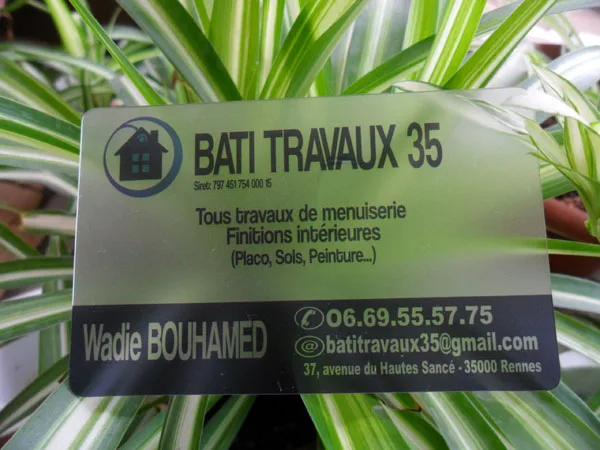 BATI TRAVAUX 35
Siret: 797 451 754 000 15
Tous travaux de menuiserie
Finitions intérieures
(Placo, Sols, Peinture...)
Wadie BOUHAMED
06.69.55.57.75
@batitravaux35@gmail.com
37, avenue du Hautes Sancé - 35000 Rennes